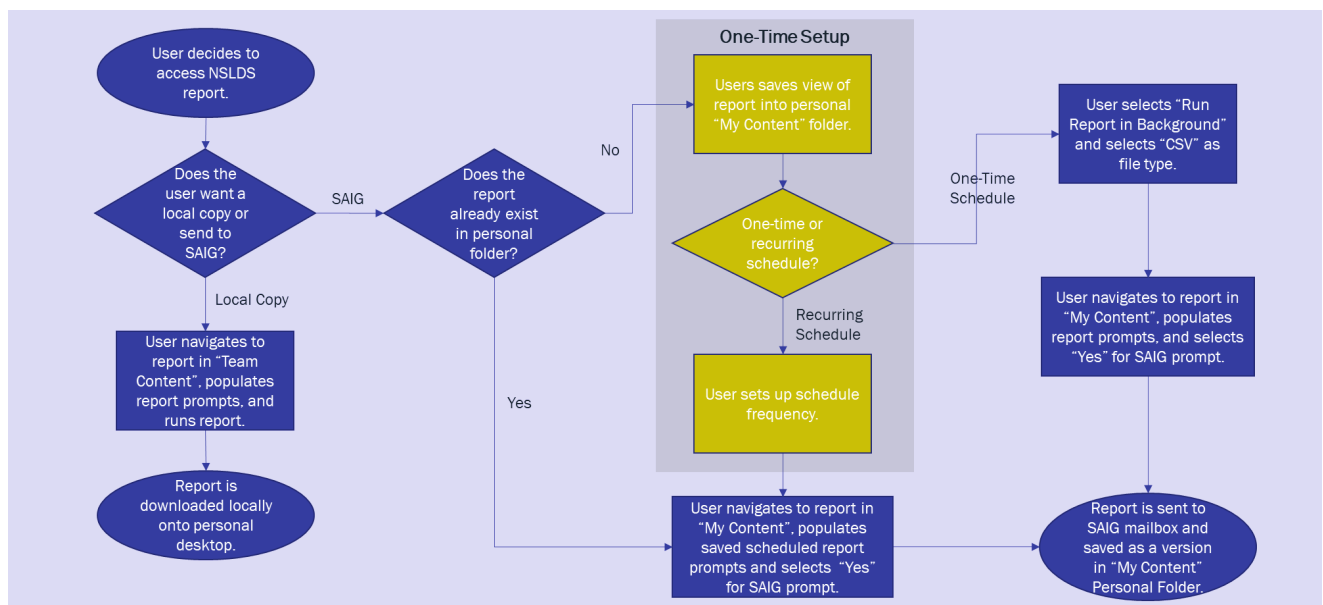 User decides to
access NSLDS
report.
Does the
user want a
local copy or
send to
SAIG?
SAIG
Local Copy
User navigates to
report in “Team
Content”, populates
report prompts, and
runs report.
Report is
downloaded locally
onto personal
desktop.
Does the
report
already exist
in personal
folder?
No
Yes
One-Time Setup
Users saves view of
report into personal
“My Content” folder.
One-time or
recurring
schedule?
One-Time
Schedule
Recurring
Schedule
User sets up schedule
frequency.
User navigates to report in
“My Content”, populates
saved scheduled report
prompts and selects “Yes”
for SAIG prompt.
User selects “Run
Report in Background”
and selects “CSV” as
file type.
User navigates to report in
“My Content”, populates
report prompts, and selects
“Yes” for SAIG prompt.
Report is sent to
SAIG mailbox and
saved as a version
in “My Content”
Personal Folder.